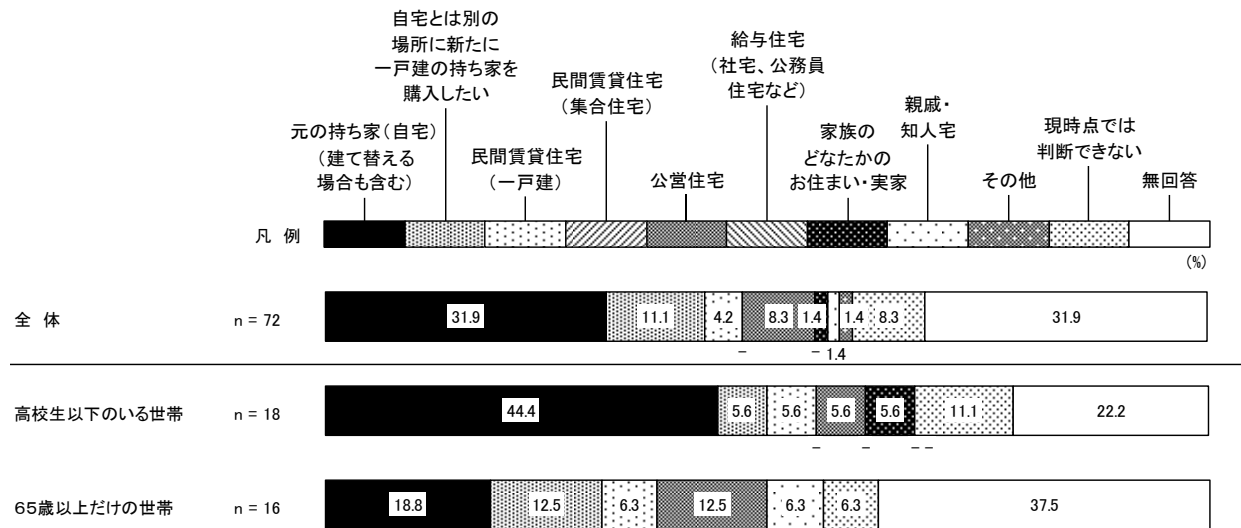 自宅とは別の
場所に新たに
一戸建の持ち家を
購入したい
給与住宅
(社宅、公務員
住宅など)
民間賃貸住宅
(集合住宅)
親戚・
知人宅
元の持ち家(自宅)
(建て替える
場合も含む)
民間賃貸住宅
(一戸建)
公営住宅
家族の
どなたかの
お住まい・実家
その他
現時点では
判断できない
無回答
凡 例
(%)
全 体 n = 72 31.9 11.1 4.2 8.3 1.4 1.4 8.3 31.9
- - 1.4
高校生以下のいる世帯 n = 18 44.4 5.6 5.6 5.6 5.6 11.1 22.2
- - - -
65歳以上だけの世帯 n = 16 18.8 12.5 6.3 12.5 6.3 6.3 37.5